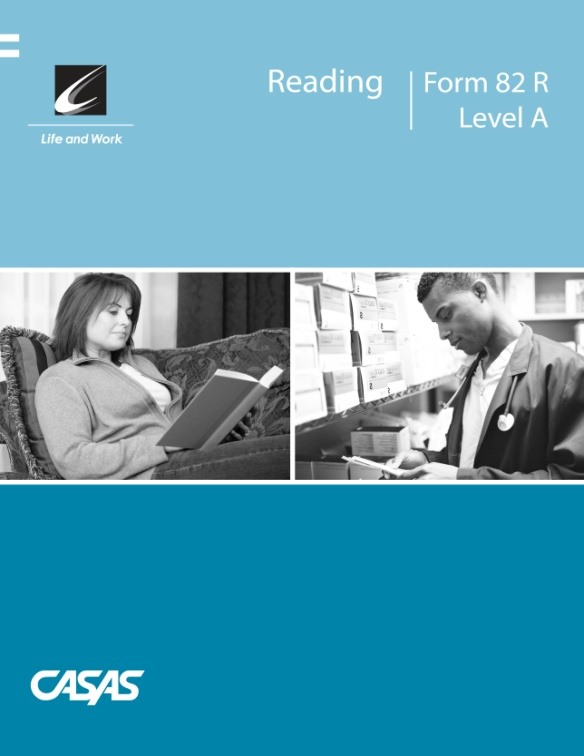 Reading
Form 82 R
Level A
Life and Work
CASAS